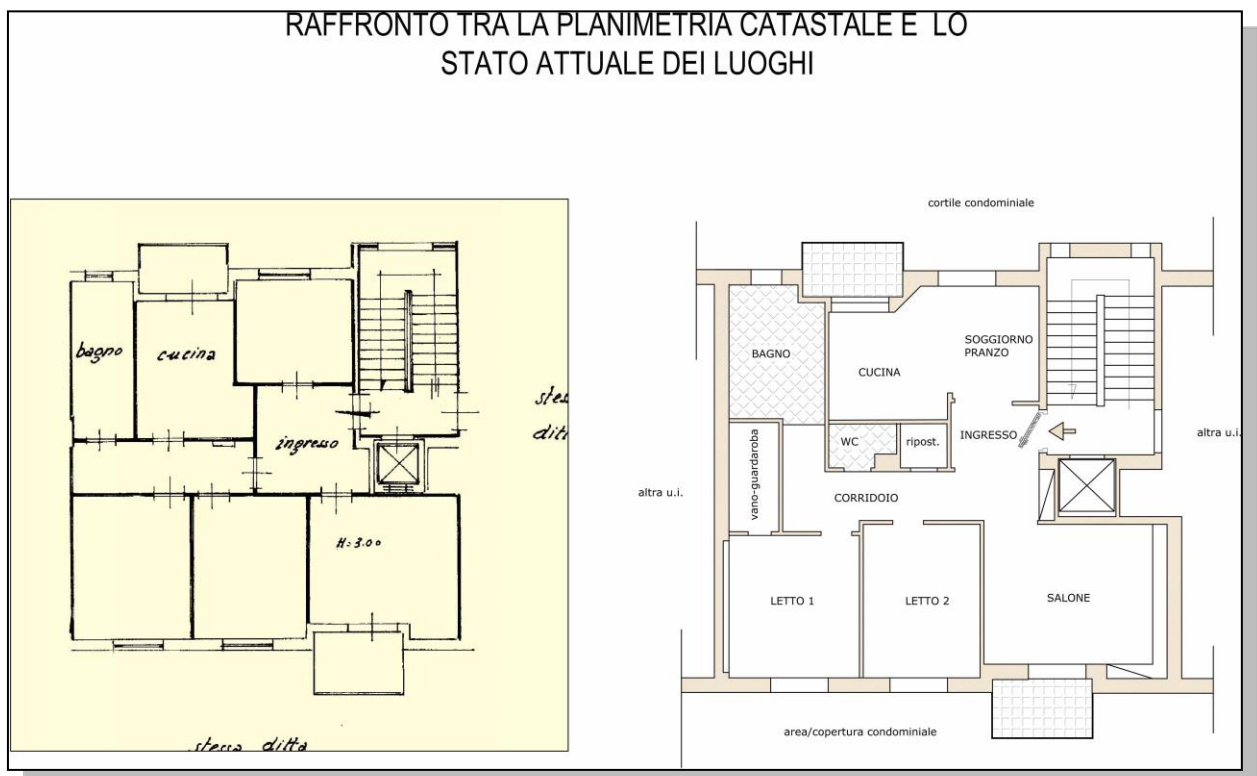 RAFFRONTO TRA LA PLANIMETRIA CATASTALE E LO
STATO ATTUALE DEI LUOGHI
bagno
cucina
ingresso
H=3.00
stes
ditt
stessa ditta
cortile condominiale
BAGNO
CUCINA
SOGGIORNO
PRANZO
WC
ripost.
INGRESSO
altra u.i.
altra u.i.
vano-guardaroba
CORRIDOIO
LETTO 1
LETTO 2
SALONE
area/copertura condominiale